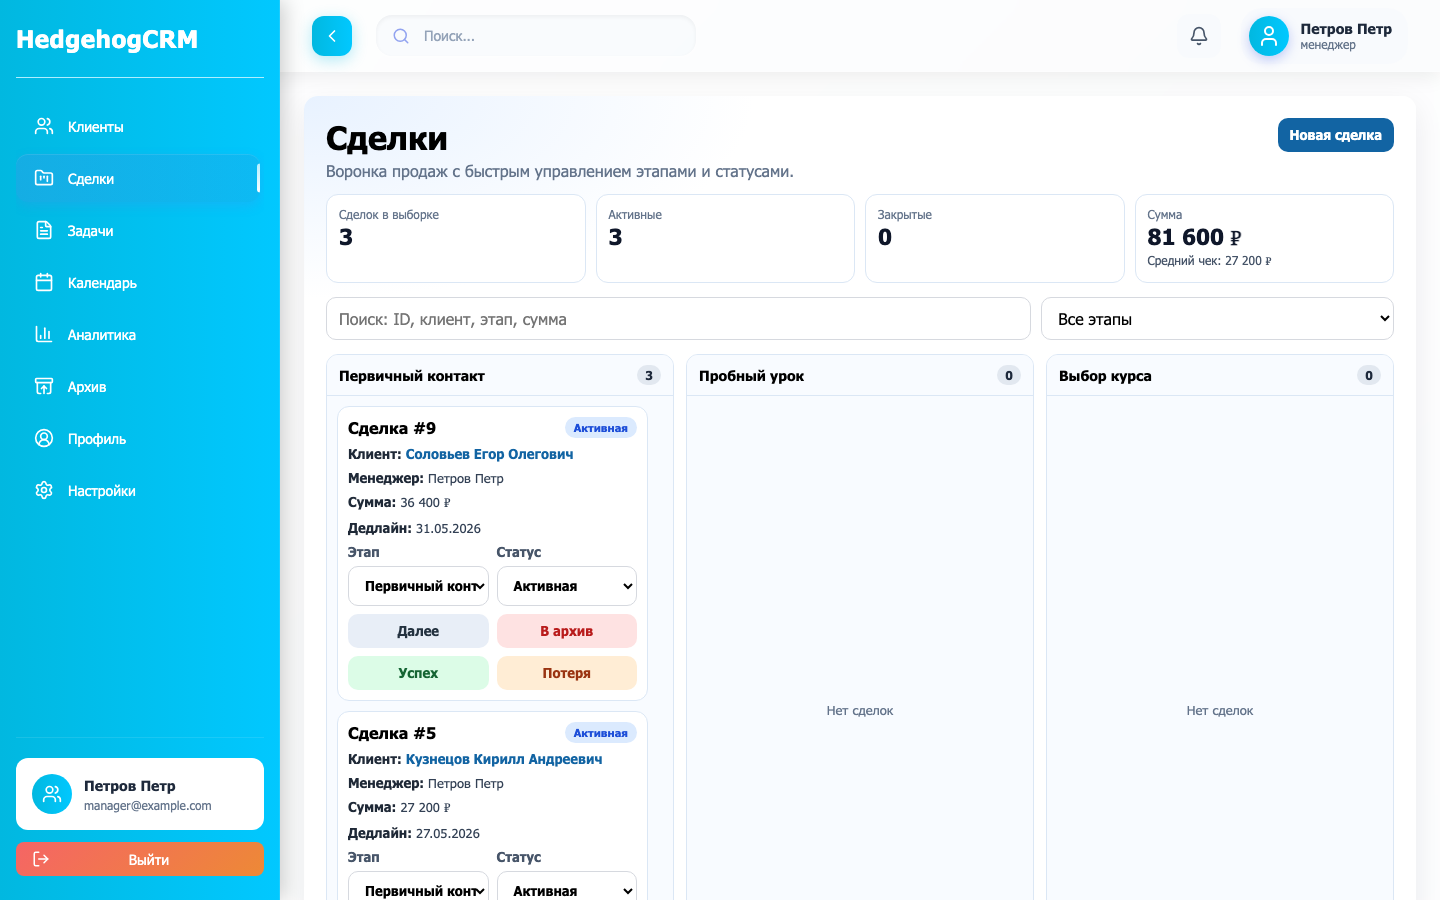 HedgehogCRM
Клиенты
Сделки
Задачи
Календарь
Аналитика
Архив
Профиль
Настройки
Петров Петр
manager@example.com
Выйти
Поиск...
Петров Петр
менеджер
Сделки
Новая сделка
Воронка продаж с быстрым управлением этапами и статусами.
Сделок в выборке
3
Активные
3
Закрытые
0
Сумма
81 600 ₽
Средний чек: 27 200 ₽
Поиск: ID, клиент, этап, сумма
Все этапы
Первичный контакт 3
Сделка #9 Активная
Клиент: Соловьев Егор Олегович
Менеджер: Петров Петр
Сумма: 36 400 ₽
Дедлайн: 31.05.2026
Этап Статус
Первичный конт Активная
Далее В архив
Успех Потеря
Сделка #5 Активная
Клиент: Кузнецов Кирилл Андреевич
Менеджер: Петров Петр
Сумма: 27 200 ₽
Дедлайн: 27.05.2026
Этап Статус
Первичный конт Активная
Пробный урок 0
Нет сделок
Выбор курса 0
Нет сделок